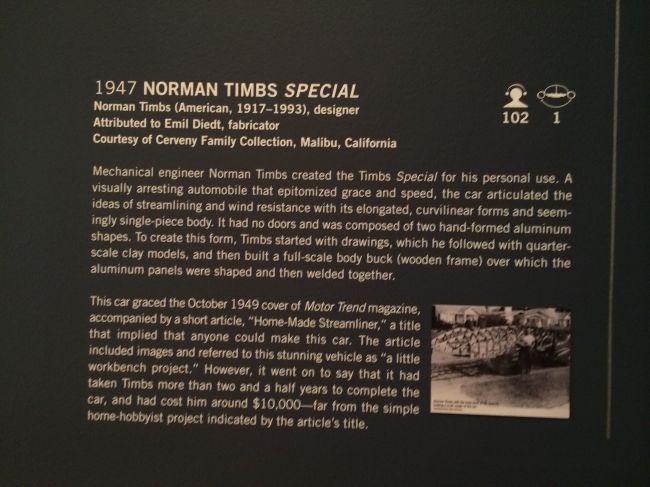 1947 NORMAN TIMBS SPECIAL
Norman Timbs (American, 1917–1993), designer
Attributed to Emil Diedt, fabricator
Courtesy of Cerveny Family Collection, Malibu, California
102 1
Mechanical engineer Norman Timbs created the Timbs Special for his personal use. A
visually arresting automobile that epitomized grace and speed, the car articulated the
ideas of streamlining and wind resistance with its elongated, curvilinear forms and seem-
ingly single-piece body. It had no doors and was composed of two hand-formed aluminum
shapes. To create this form, Timbs started with drawings, which he followed with quarter-
scale clay models, and then built a full-scale body buck (wooden frame) over which the
aluminum panels were shaped and then welded together.
This car graced the October 1949 cover of Motor Trend magazine,
accompanied by a short article, “Home-Made Streamliner,” a title
that implied that anyone could make this car. The article
included images and referred to this stunning vehicle as “a little
workbench project.” However, it went on to say that it had
taken Timbs more than two and a half years to complete the
car, and had cost him around $10,000—far from the simple
home-hobbyist project indicated by the article’s title.